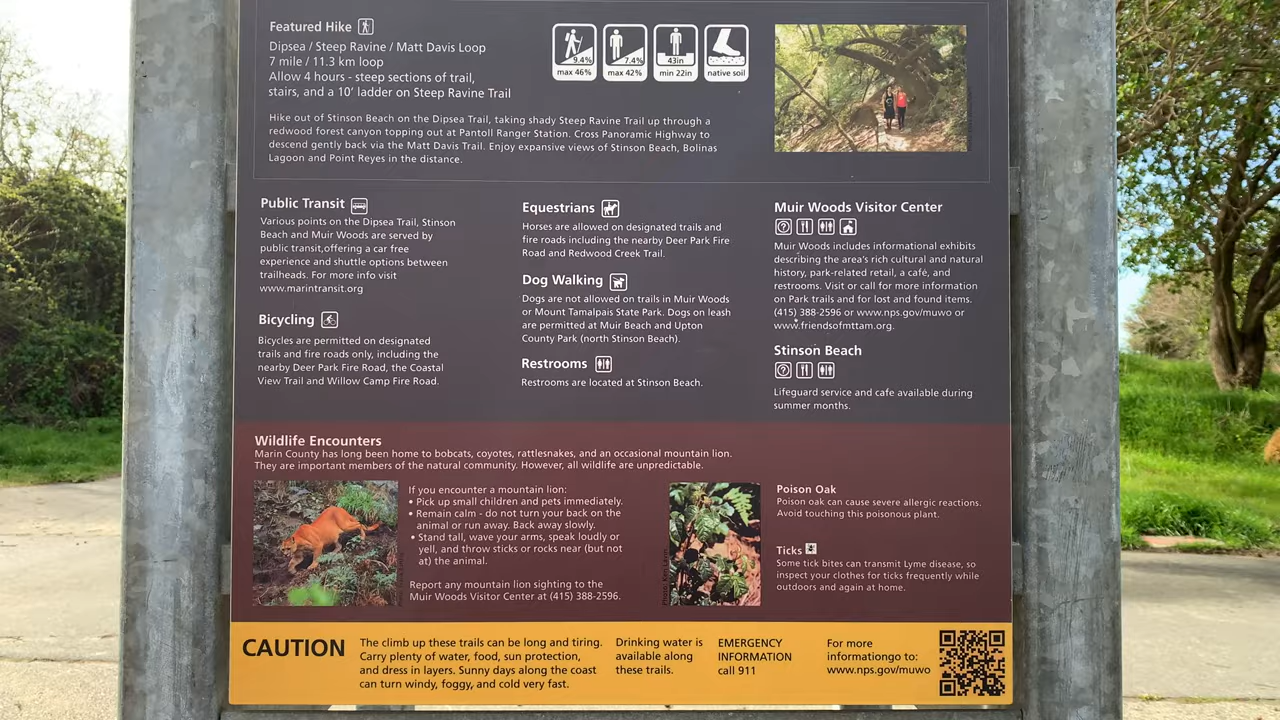 Featured Hike
Dipsea / Steep Ravine / Matt Davis Loop
7 mile / 11.3 km loop
Allow 4 hours - steep sections of trail,
stairs, and a 10' ladder on Steep Ravine Trail
9.4%
max 46%
7.4%
max 42%
43in
min 22in
native soil
Hike out of Stinson Beach on the Dipsea Trail, taking shady Steep Ravine Trail up through a
redwood forest canyon topping out at Pantoll Ranger Station. Cross Panoramic Highway to
descend gently back via the Matt Davis Trail. Enjoy expansive views of Stinson Beach, Bolinas
Lagoon and Point Reyes in the distance.
Public Transit
Various points on the Dipsea Trail, Stinson
Beach and Muir Woods are served by
public transit,offering a car free
experience and shuttle options between
trailheads. For more info visit
www.marintransit.org
Bicycling
Bicycles are permitted on designated
trails and fire roads only, including the
nearby Deer Park Fire Road, the Coastal
View Trail and Willow Camp Fire Road.
Equestrians
Horses are allowed on designated trails and
fire roads including the nearby Deer Park Fire
Road and Redwood Creek Trail.
Dog Walking
Dogs are not allowed on trails in Muir Woods
or Mount Tamalpais State Park. Dogs on leash
are permitted at Muir Beach and Upton
County Park (north Stinson Beach).
Restrooms
Restrooms are located at Stinson Beach.
Muir Woods Visitor Center
Muir Woods includes informational exhibits
describing the area's rich cultural and natural
history, park-related retail, a café, and
restrooms. Visit or call for more information
on Park trails and for lost and found items.
(415) 388-2596 or www.nps.gov/muwo or
www.friendsofmttam.org.
Stinson Beach
Lifeguard service and cafe available during
summer months.
Wildlife Encounters
Marin County has long been home to bobcats, coyotes, rattlesnakes, and an occasional mountain lion.
They are important members of the natural community. However, all wildlife are unpredictable.
If you encounter a mountain lion:
• Pick up small children and pets immediately.
• Remain calm - do not turn your back on the
animal or run away. Back away slowly.
• Stand tall, wave your arms, speak loudly or
yell, and throw sticks or rocks near (but not
at) the animal.
Report any mountain lion sighting to the
Muir Woods Visitor Center at (415) 388-2596.
Poison Oak
Poison oak can cause severe allergic reactions.
Avoid touching this poisonous plant.
Ticks
Some tick bites can transmit Lyme disease, so
inspect your clothes for ticks frequently while
outdoors and again at home.
CAUTION
The climb up these trails can be long and tiring.
Carry plenty of water, food, sun protection,
and dress in layers. Sunny days along the coast
can turn windy, foggy, and cold very fast.
Drinking water is
available along
these trails.
EMERGENCY
INFORMATION
call 911
For more
informationgo to:
www.nps.gov/muwo